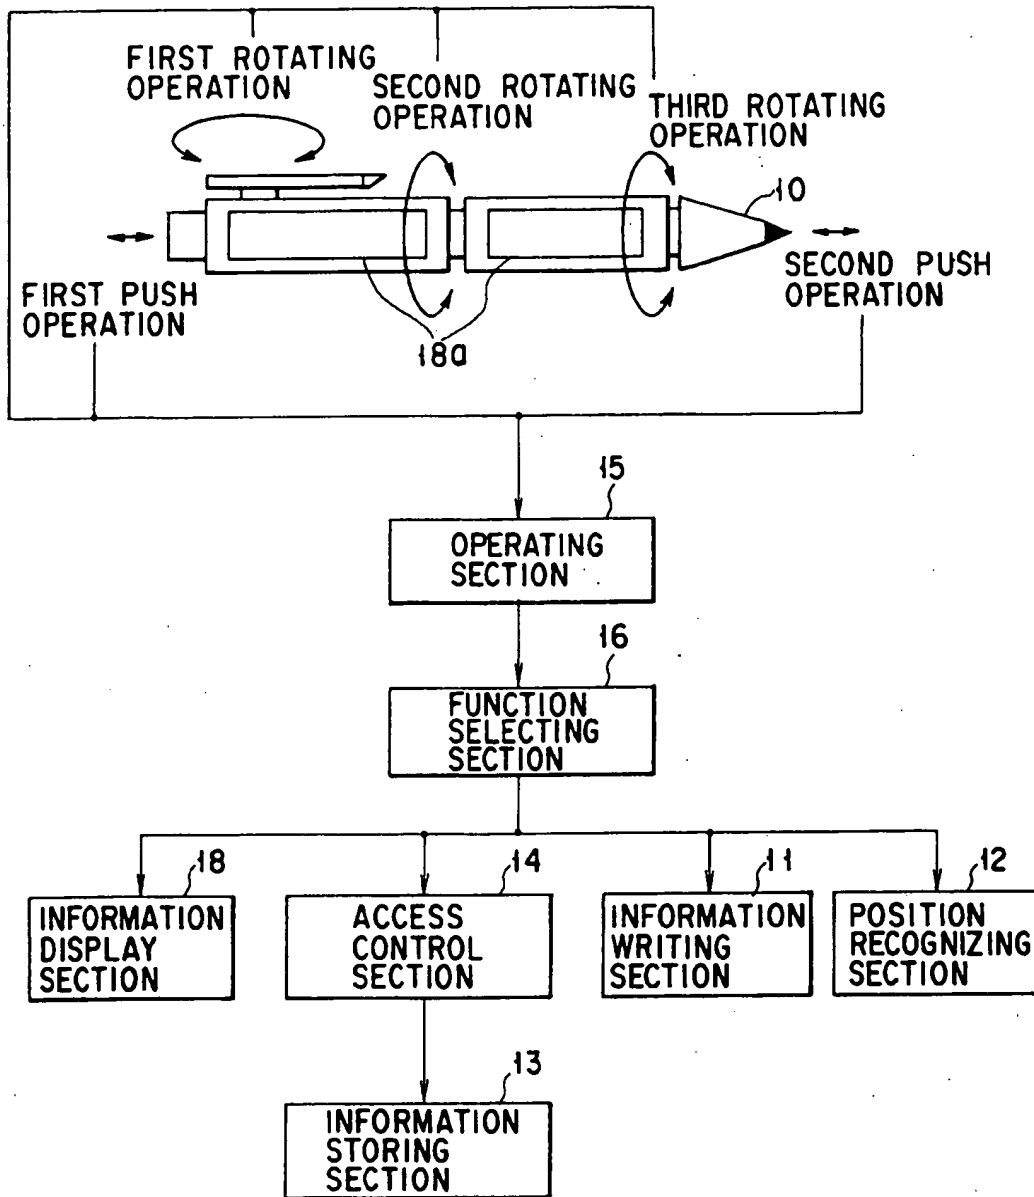 FIRST ROTATING
OPERATION
SECOND ROTATING
OPERATION
THIRD ROTATING
OPERATION
10
FIRST PUSH
OPERATION
18a
SECOND PUSH
OPERATION
15
OPERATING
SECTION
16
FUNCTION
SELECTING
SECTION
18
INFORMATION
DISPLAY
SECTION
14
ACCESS
CONTROL
SECTION
11
INFORMATION
WRITING
SECTION
12
POSITION
RECOGNIZING
SECTION
13
INFORMATION
STORING
SECTION